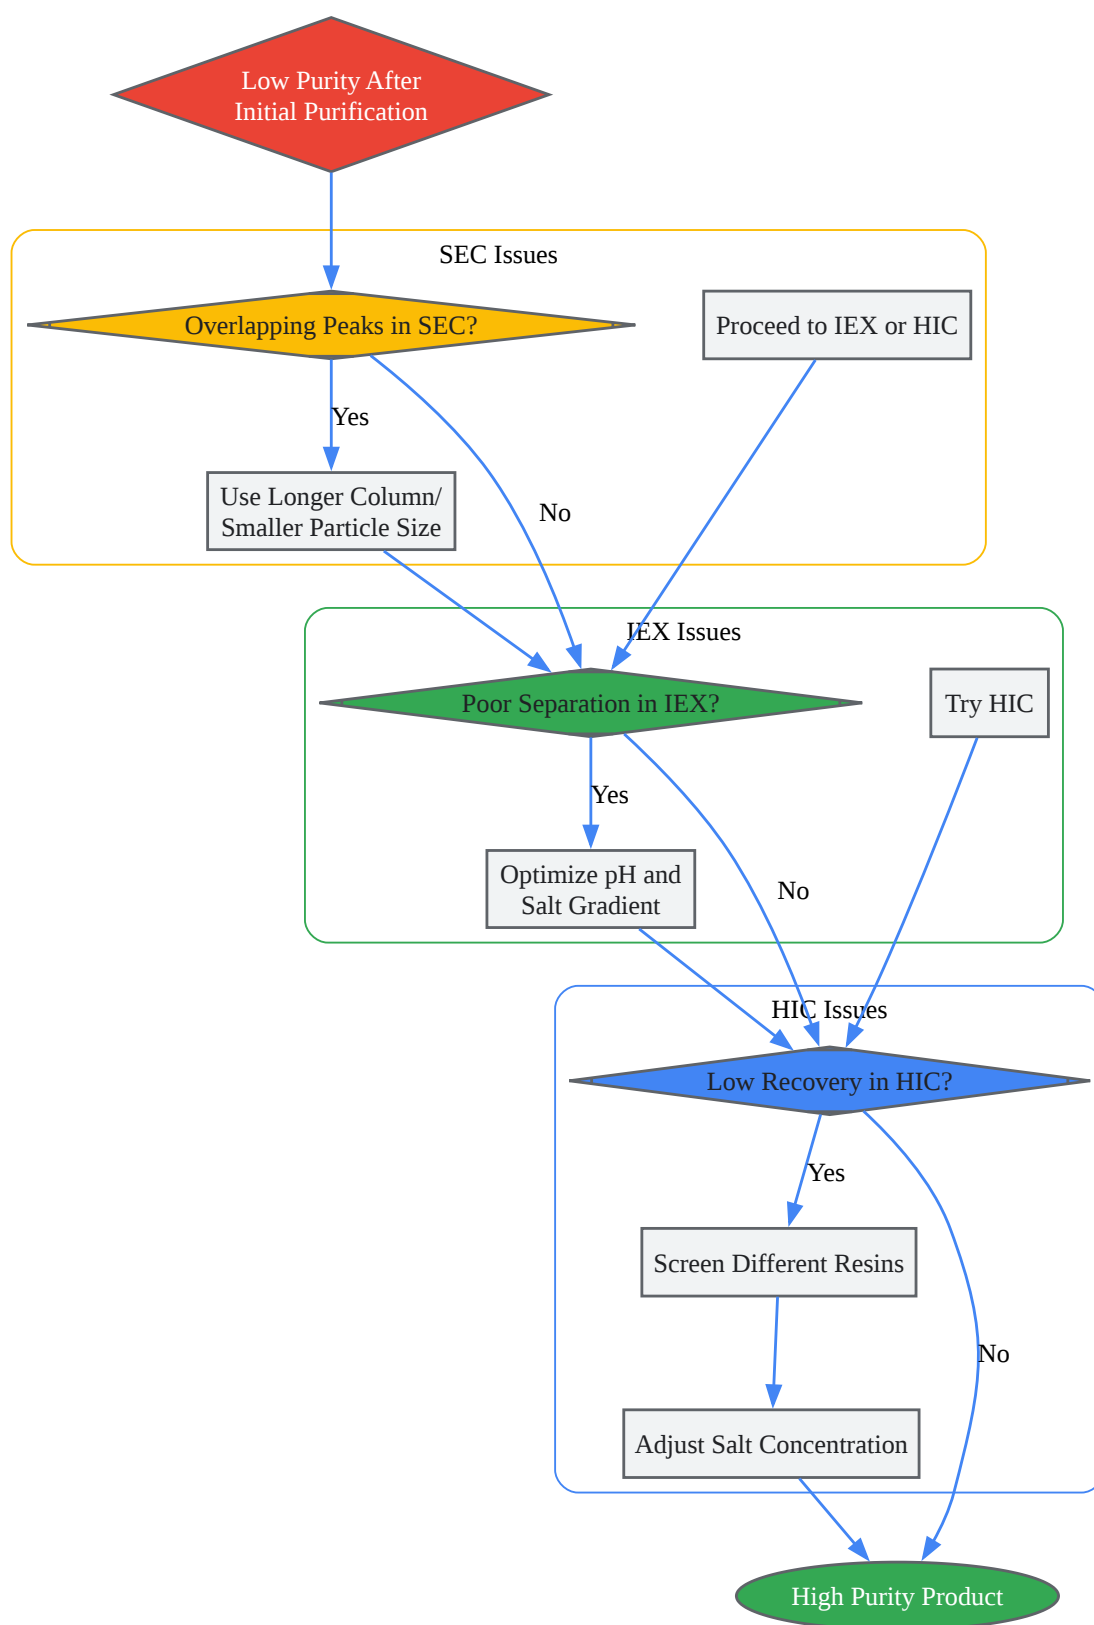 Low Purity After
Initial Purification
SEC Issues
Overlapping Peaks in SEC?
Proceed to IEX or HIC
Yes
Use Longer Column/
Smaller Particle Size
No
IEX Issues
Poor Separation in IEX?
Try HIC
Yes
Optimize pH and
Salt Gradient
No
HIC Issues
Low Recovery in HIC?
Yes
Screen Different Resins
No
Adjust Salt Concentration
High Purity Product